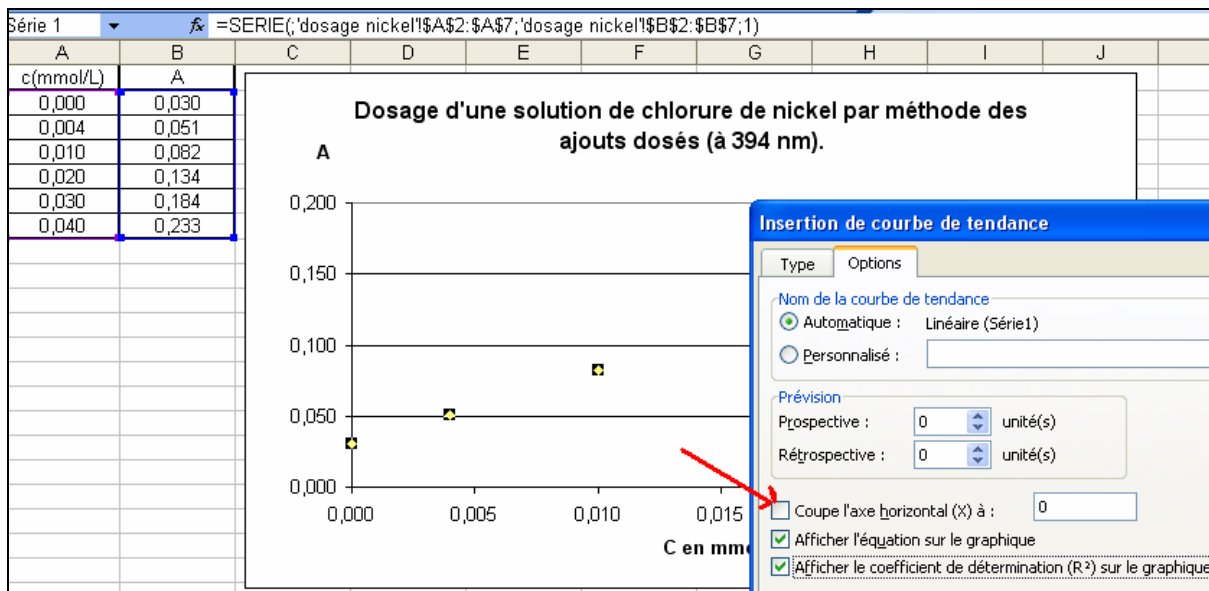 Série 1 fx =SERIE(;'dosage nickel'!$A$2:$A$7;'dosage nickel'!$B$2:$B$7;1)
A B C D E F G H I J
c(mmol/L) A
0,000 0,030
0,004 0,051
0,010 0,082
0,020 0,134
0,030 0,184
0,040 0,233
Dosage d'une solution de chlorure de nickel par méthode des
ajouts dosés (à 394 nm).
A
0,200
0,150
0,100
0,050
0,000
0,000 0,005 0,010 0,015
C en mm
Insertion de courbe de tendance
Type Options
Nom de la courbe de tendance
Automatique : Linéaire (Série1)
Personnalisé :
Prévision
Prospective : 0 unité(s)
Rétrospective : 0 unité(s)
Coupe l'axe horizontal (X) à : 0
Afficher l'équation sur le graphique
Afficher le coefficient de détermination (R²) sur le graphique